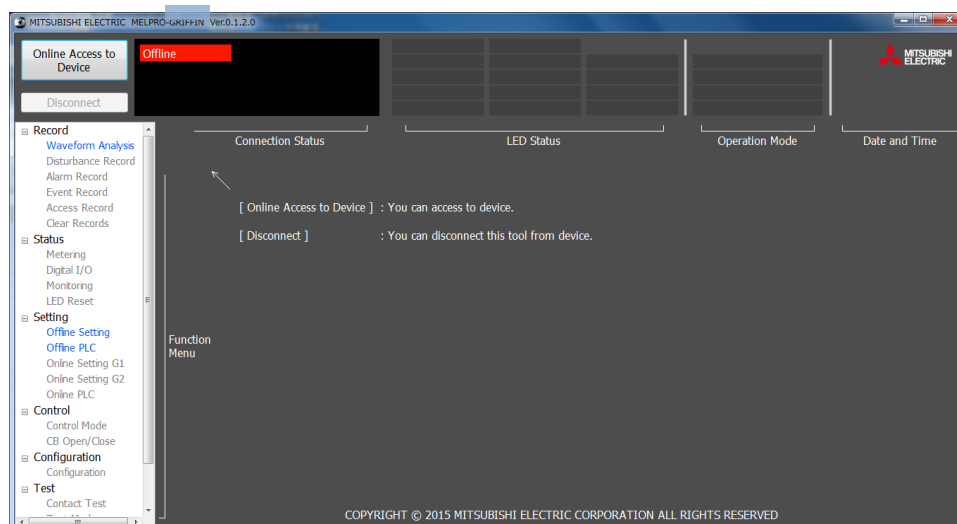 MITSUBISHI ELECTRIC MELPRO-GRIFFIN Ver.0.1.2.0
Online Access to
Device
Disconnect
Offline
MITSUBISHI
ELECTRIC
Connection Status
LED Status
Operation Mode
Date and Time
Record
Waveform Analysis
Disturbance Record
Alarm Record
Event Record
Access Record
Clear Records
Status
Metering
Digital I/O
Monitoring
LED Reset
Setting
Offline Setting
Offline PLC
Online Setting G1
Online Setting G2
Online PLC
Control
Control Mode
CB Open/Close
Configuration
Configuration
Test
Contact Test
[ Online Access to Device ] : You can access to device.
[ Disconnect ] : You can disconnect this tool from device.
Function
Menu
COPYRIGHT © 2015 MITSUBISHI ELECTRIC CORPORATION ALL RIGHTS RESERVED